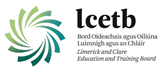 lcetb
Bord Oideachais agus Oiliúna
Luimnigh agus an Chláir
Limerick and Clare
Education and Training Board